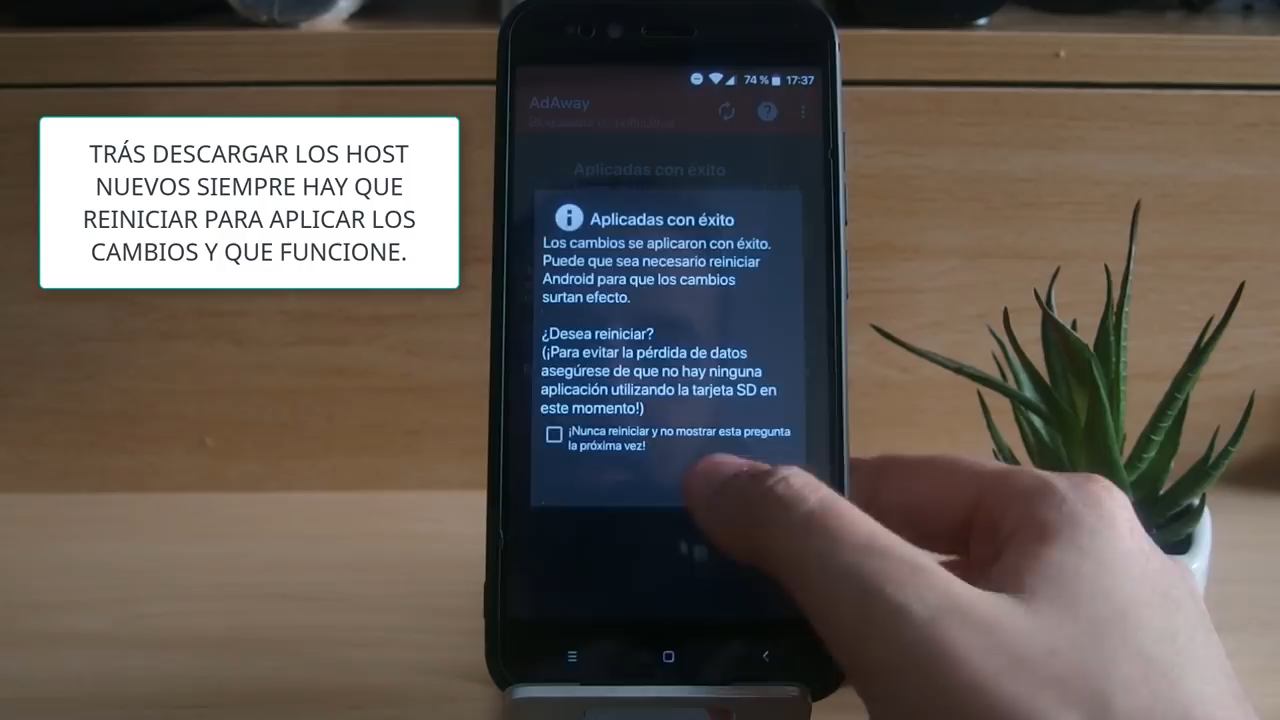 TRÁS DESCARGAR LOS HOST
NUEVOS SIEMPRE HAY QUE
REINICIAR PARA APLICAR LOS
CAMBIOS Y QUE FUNCIONE.
74 % 17:37
AdAway
Aplicadas con éxito
Aplicadas con éxito
Los cambios se aplicaron con éxito.
Puede que sea necesario reiniciar
Android para que los cambios
surtan efecto.
¿Desea reiniciar?
(¡Para evitar la pérdida de datos
asegúrese de que no hay ninguna
aplicación utilizando la tarjeta SD en
este momento!)
¡Nunca reiniciar y no mostrar esta pregunta
la próxima vez!